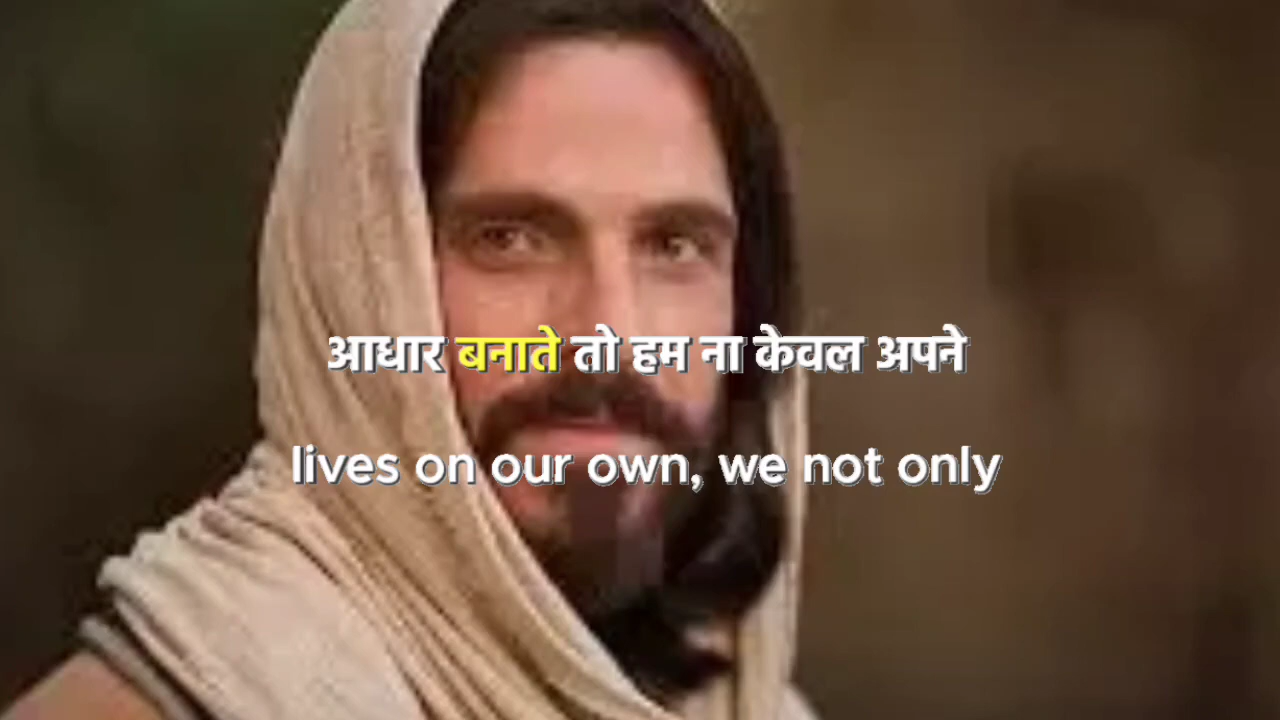 आधार बनाते तो हम ना केवल अपने
lives on our own, we not only